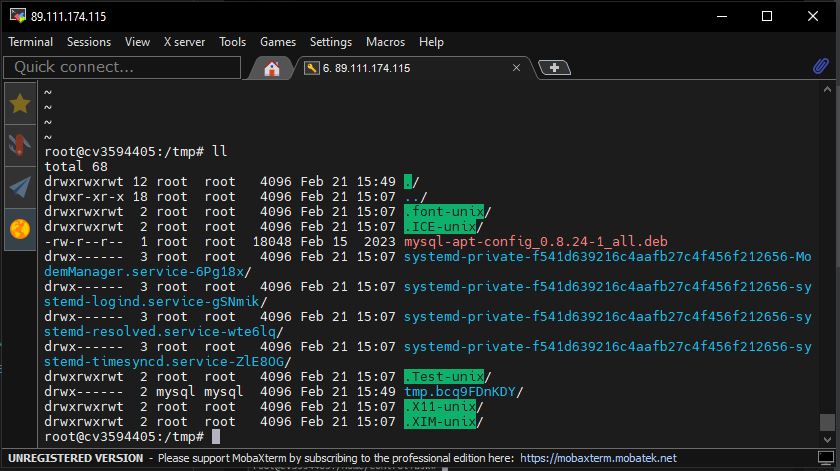 89.111.174.115
Terminal Sessions View X server Tools Games Settings Macros Help
Quick connect...
6. 89.111.174.115
~
~
~
~
root@cv3594405:/tmp# ll
total 68
drwxrwxrwt 12 root  root   4096 Feb 21 15:49 ./
drwxr-xr-x 18 root  root   4096 Feb 21 15:07 ../
drwxrwxrwt  2 root  root   4096 Feb 21 15:07 .font-unix/
drwxrwxrwt  2 root  root   4096 Feb 21 15:07 .ICE-unix/
-rw-r--r--  1 root  root  18048 Feb 15  2023 mysql-apt-config_0.8.24-1_all.deb
drwx------  3 root  root   4096 Feb 21 15:07 systemd-private-f541d639216c4aafb27c4f456f212656-Mo
demManager.service-6Pg18x/
drwx------  3 root  root   4096 Feb 21 15:07 systemd-private-f541d639216c4aafb27c4f456f212656-sy
stemd-logind.service-gSNmik/
drwx------  3 root  root   4096 Feb 21 15:07 systemd-private-f541d639216c4aafb27c4f456f212656-sy
stemd-resolved.service-wte6lq/
drwx------  3 root  root   4096 Feb 21 15:07 systemd-private-f541d639216c4aafb27c4f456f212656-sy
stemd-timesyncd.service-ZlE8OG/
drwxrwxrwt  2 root  root   4096 Feb 21 15:07 .Test-unix/
drwx------  2 mysql mysql  4096 Feb 21 15:49 tmp.bcq9FDnKDY/
drwxrwxrwt  2 root  root   4096 Feb 21 15:07 .X11-unix/
drwxrwxrwt  2 root  root   4096 Feb 21 15:07 .XIM-unix/
root@cv3594405:/tmp#
UNREGISTERED VERSION - Please support MobaXterm by subscribing to the professional edition here: https://mobaxterm.mobatek.net